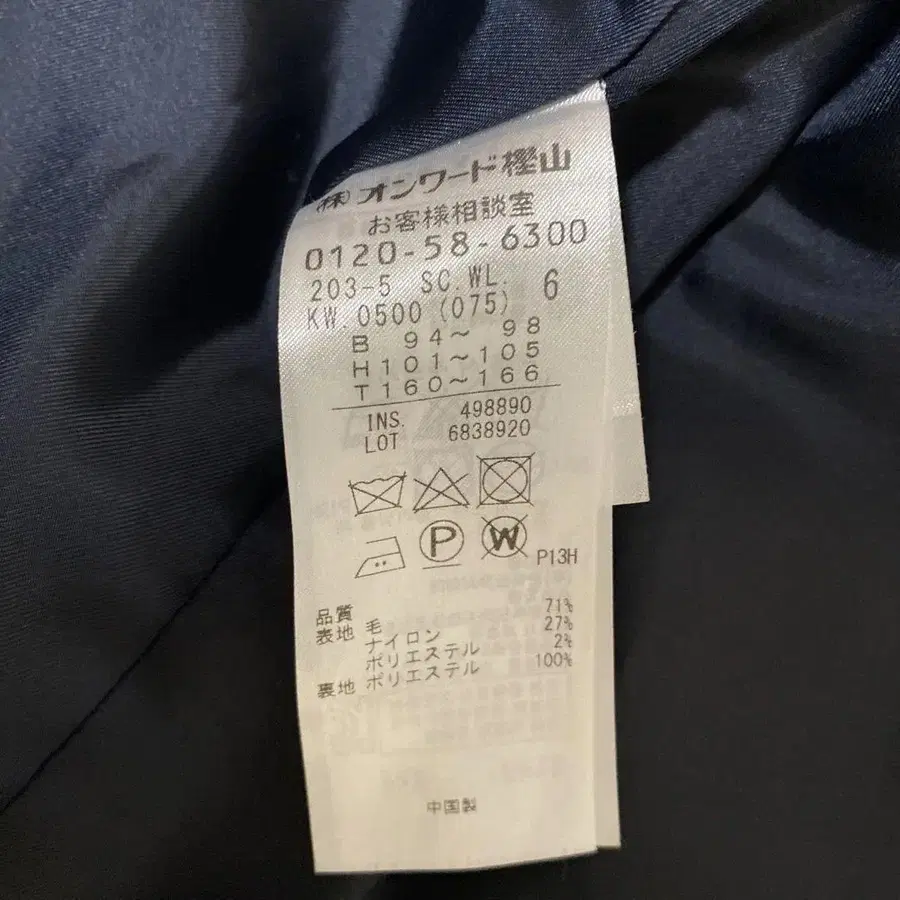 ㈱オンワード樫山
お客様相談室
0120-58-6300
203-5 SC.WL. 6
KW.0500 (075)
B 94〜 98
H101〜105
T160〜166
INS. 498890
LOT 6838920
P W P13H
品質
表地 毛 71%
ナイロン 27%
ポリエステル 2%
裏地 ポリエステル 100%
中国製